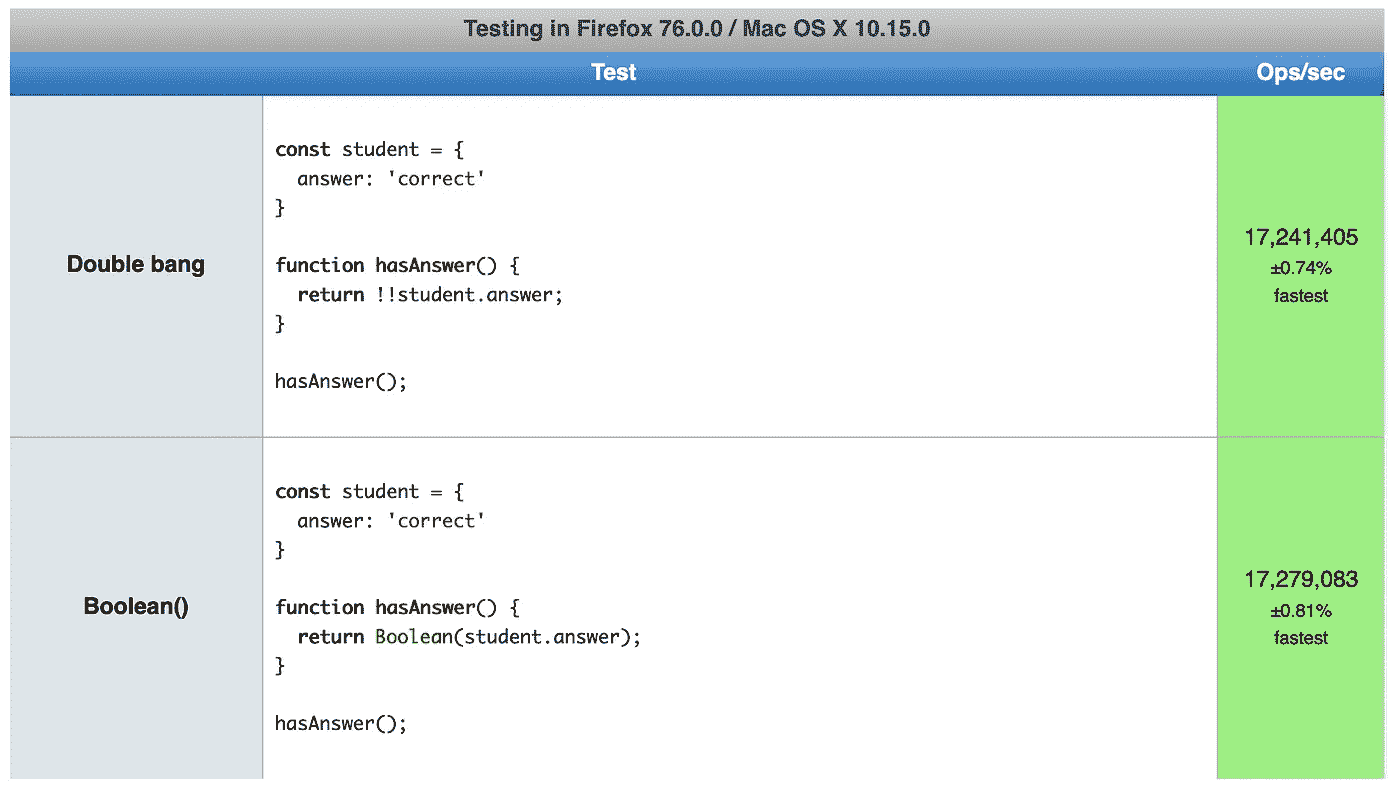 Testing in Firefox 76.0.0 / Mac OS X 10.15.0
Test Ops/sec
Double bang
const student = {
  answer: 'correct'
}
function hasAnswer() {
  return !!student.answer;
}
hasAnswer();
17,241,405
±0.74%
fastest
Boolean()
const student = {
  answer: 'correct'
}
function hasAnswer() {
  return Boolean(student.answer);
}
hasAnswer();
17,279,083
±0.81%
fastest